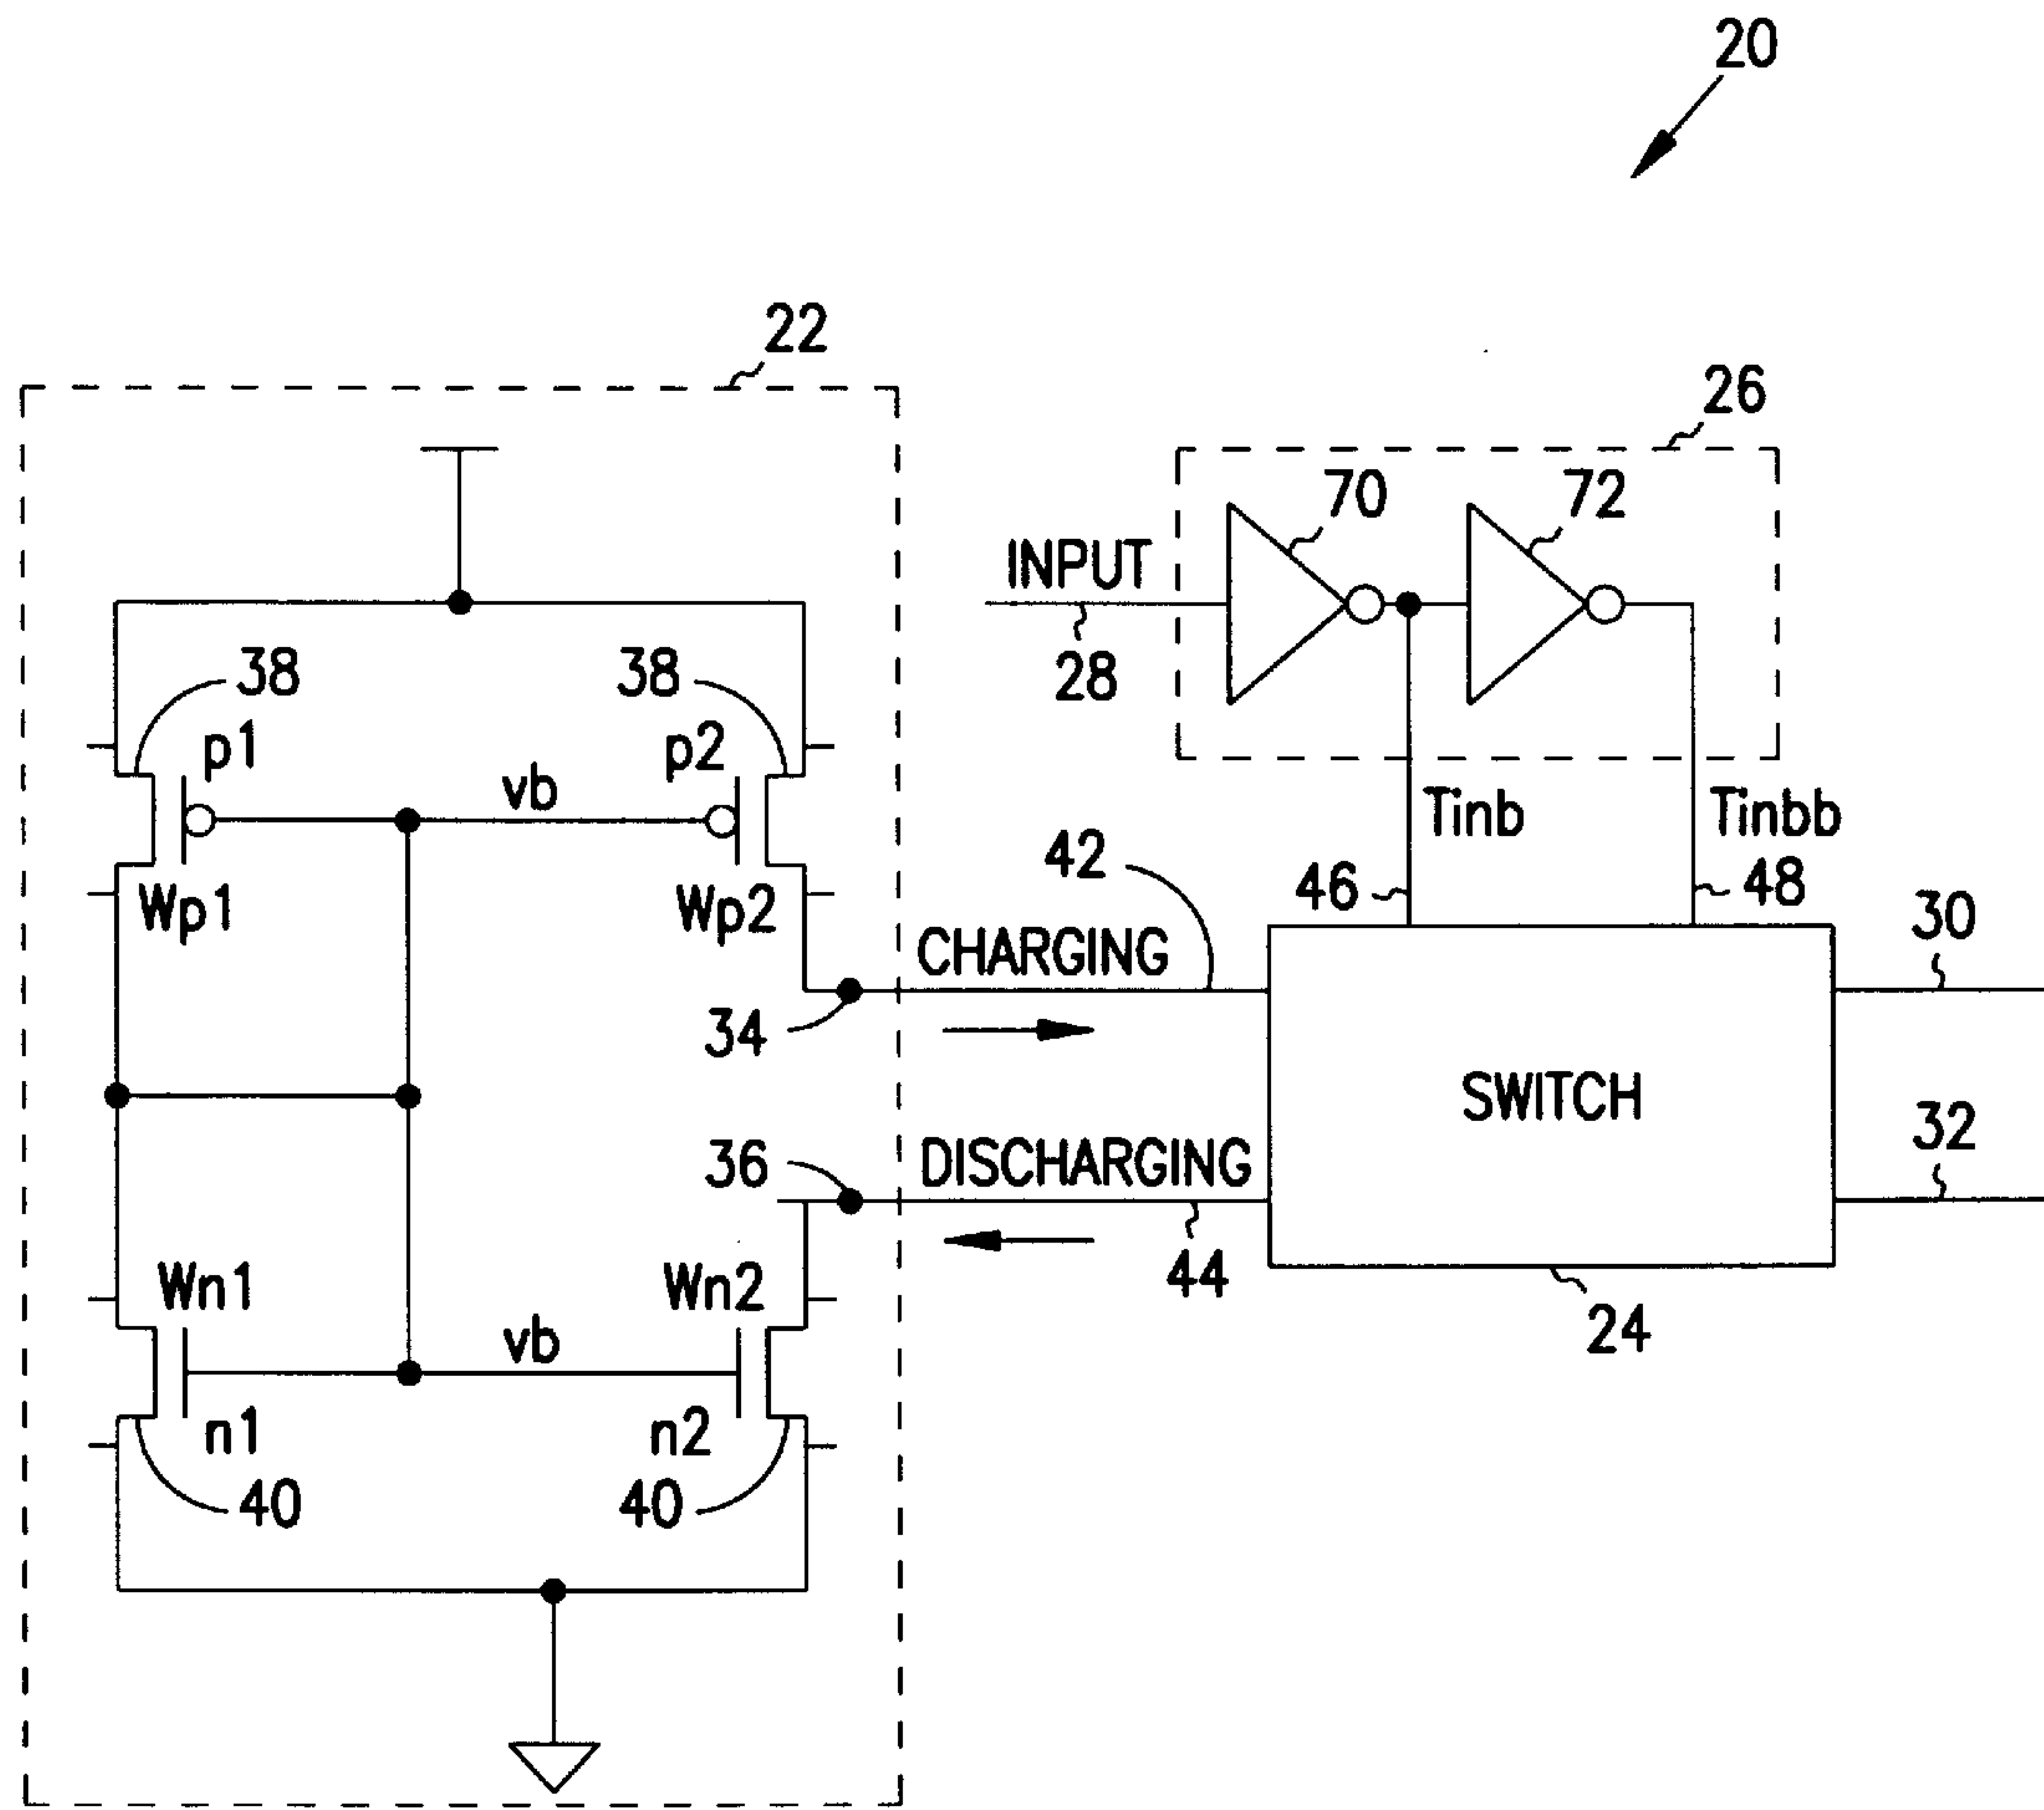 20
22
26
70
72
INPUT
28
38
38
p1
p2
vb
Tinb
Tinbb
42
46
48
Wp1
Wp2
30
CHARGING
34
SWITCH
36
DISCHARGING
32
44
Wn1
Wn2
24
vb
n1
n2
40
40